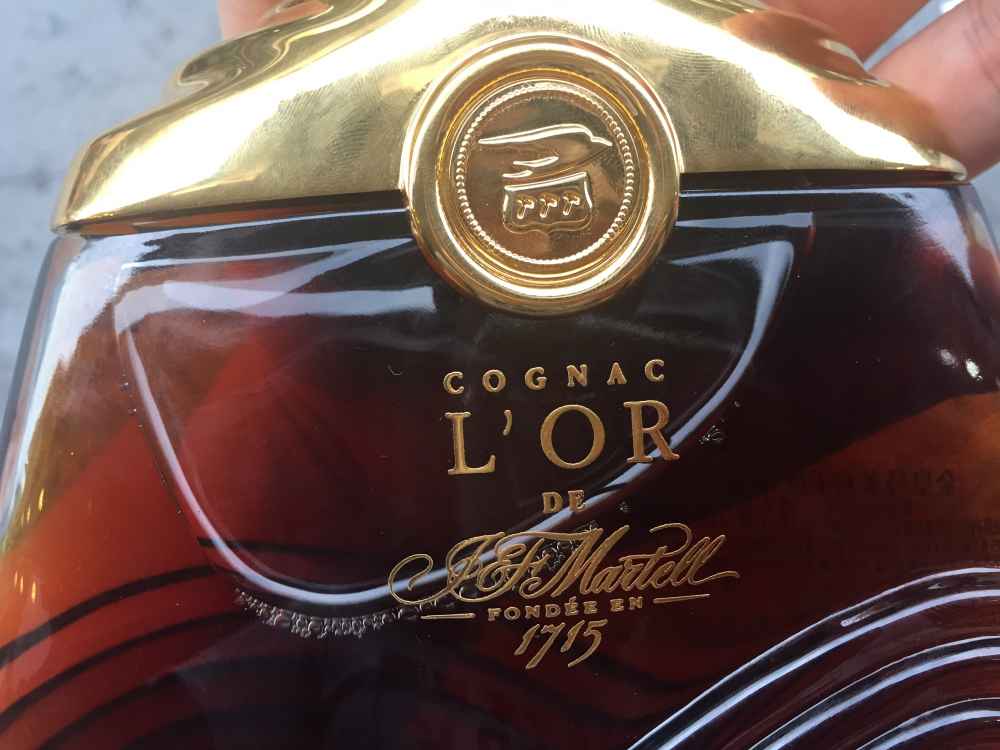 COGNAC
L'OR
DE
J&F Martell
FONDÉE EN
1715